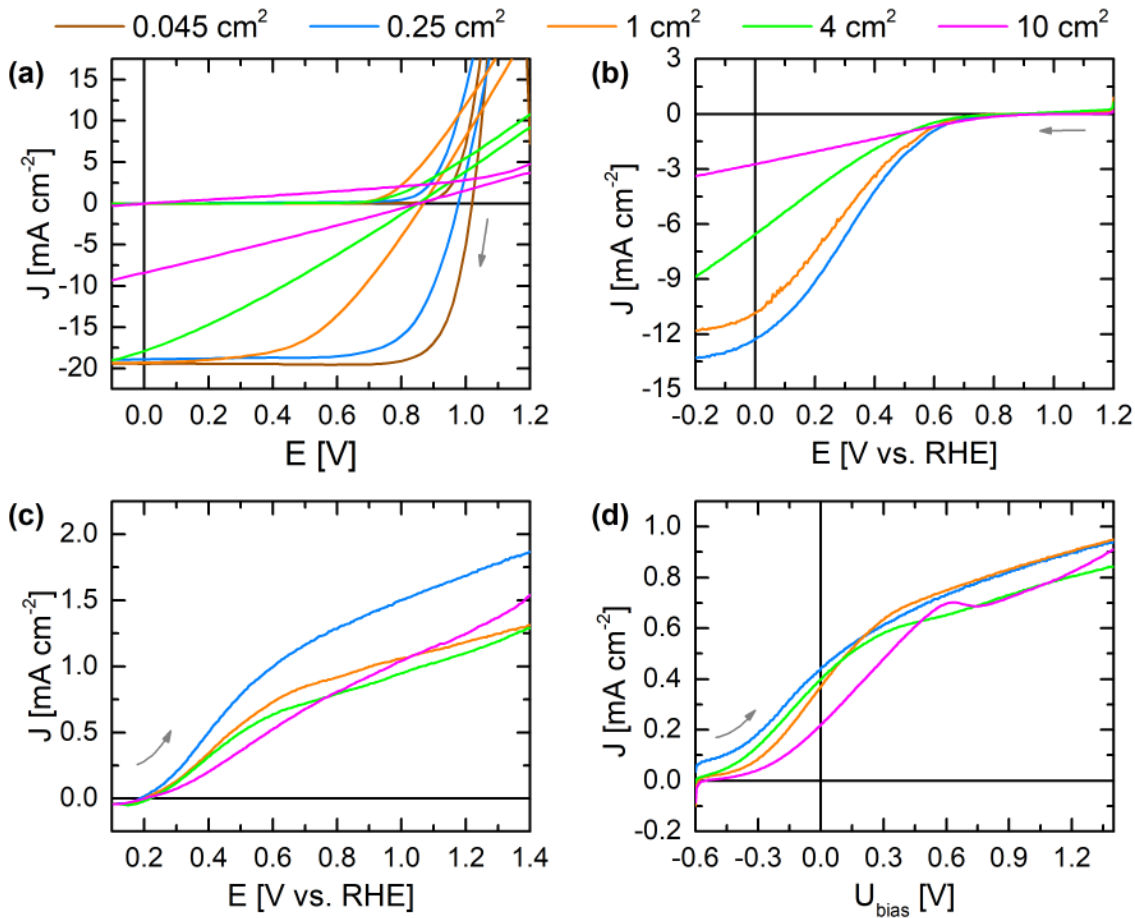 0.045 cm² 0.25 cm² 1 cm² 4 cm² 10 cm²
(a)
15
10
5
0
-5
-10
-15
-20
J [mA cm⁻²]
0.0 0.2 0.4 0.6 0.8 1.0 1.2
E [V]
(b)
3
0
-3
-6
-9
-12
-15
J [mA cm⁻²]
-0.2 0.0 0.2 0.4 0.6 0.8 1.0 1.2
E [V vs. RHE]
(c)
2.0
1.5
1.0
0.5
0.0
J [mA cm⁻²]
0.2 0.4 0.6 0.8 1.0 1.2 1.4
E [V vs. RHE]
(d)
1.0
0.8
0.6
0.4
0.2
0.0
-0.2
J [mA cm⁻²]
-0.6 -0.3 0.0 0.3 0.6 0.9 1.2
U_bias [V]